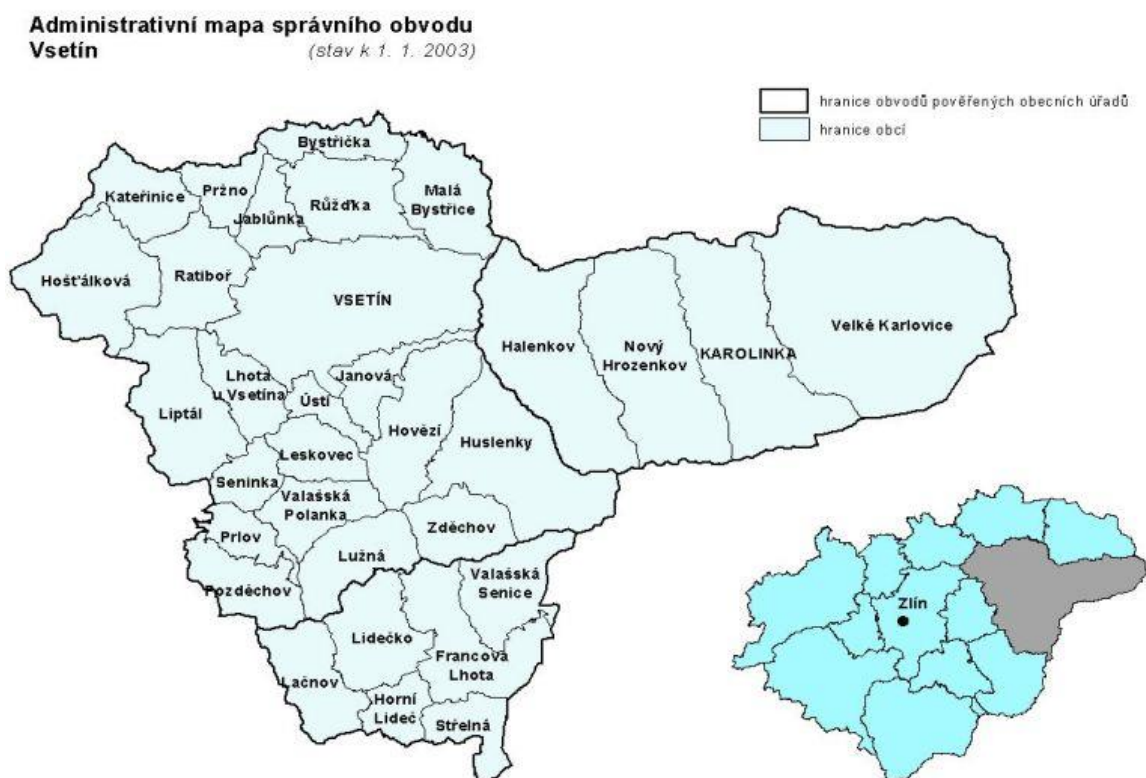 Administrativní mapa správního obvodu
Vsetín (stav k 1. 1. 2003)
hranice obvodů pověřených obecních úřadů
hranice obcí
Bystřička
Kateřinice
Pržno
Jablůnka
Růžďka
Malá
Bystřice
Hošťálková
Ratiboř
VSETÍN
Halenkov
Nový
Hrozenkov
KAROLINKA
Velké Karlovice
Liptál
Lhota
u Vsetína
Ústí
Janová
Hovězí
Huslenky
Leskovec
Seninka
Valašská
Polanka
Zděchov
Prlov
Lužná
Pozděchov
Valašská
Senice
Lidečko
Francova
Lhota
Lačnov
Horní
Lideč
Střelná
Zlín